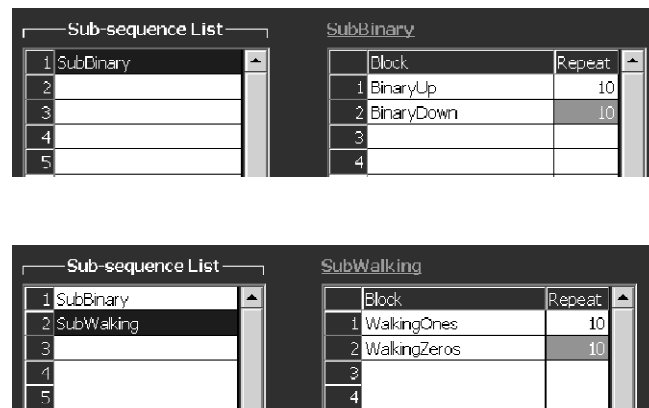 Sub-sequence List SubBinary
1 SubBinary Block Repeat
2 1 BinaryUp 10
3 2 BinaryDown 10
4 3
5 4
Sub-sequence List SubWalking
1 SubBinary Block Repeat
2 SubWalking 1 WalkingOnes 10
3 2 WalkingZeros 10
4 3
5 4